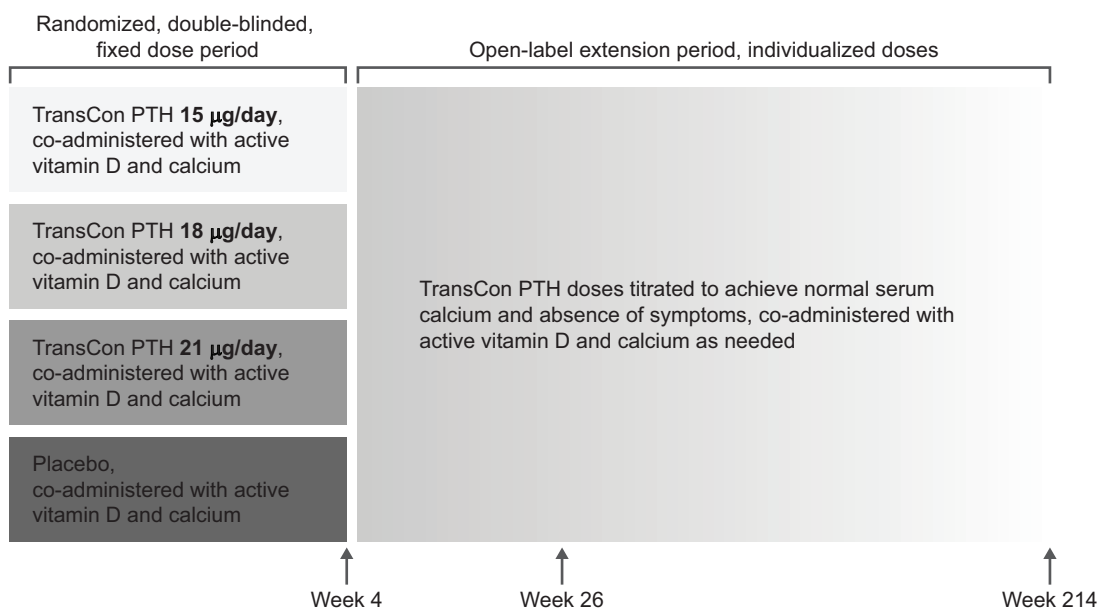 Randomized, double-blinded,
fixed dose period
Open-label extension period, individualized doses
TransCon PTH 15 μg/day,
co-administered with active
vitamin D and calcium
TransCon PTH 18 μg/day,
co-administered with active
vitamin D and calcium
TransCon PTH 21 μg/day,
co-administered with active
vitamin D and calcium
Placebo,
co-administered with active
vitamin D and calcium
TransCon PTH doses titrated to achieve normal serum
calcium and absence of symptoms, co-administered with
active vitamin D and calcium as needed
Week 4
Week 26
Week 214